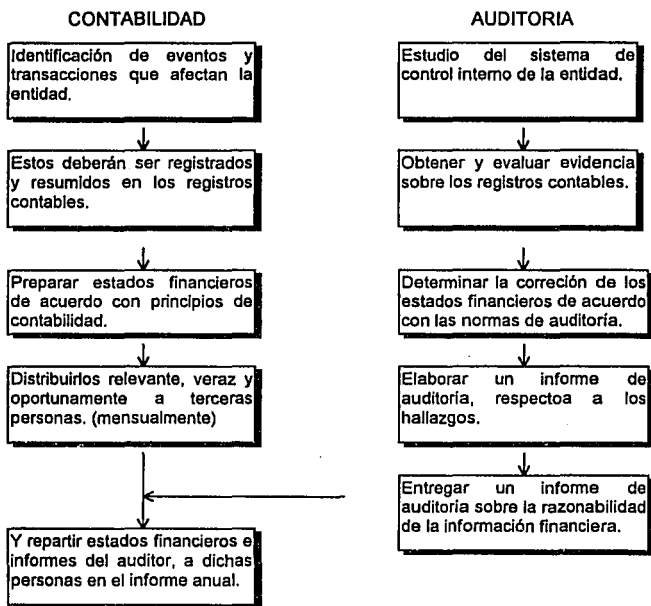 CONTABILIDAD
Identificación de eventos y
transacciones que afectan la
entidad.
Estos deberán ser registrados
y resumidos en los registros
contables.
Preparar estados financieros
de acuerdo con principios de
contabilidad.
Distribuirlos relevante, veraz y
oportunamente a terceras
personas. (mensualmente)
Y repartir estados financieros e
informes del auditor, a dichas
personas en el informe anual.
AUDITORIA
Estudio del sistema de
control interno de la entidad.
Obtener y evaluar evidencia
sobre los registros contables.
Determinar la correción de los
estados financieros de acuerdo
con las normas de auditoría.
Elaborar un informe de
auditoría, respectoa a los
hallazgos.
Entregar un informe de
auditoria sobre la razonabilidad
de la información financiera.